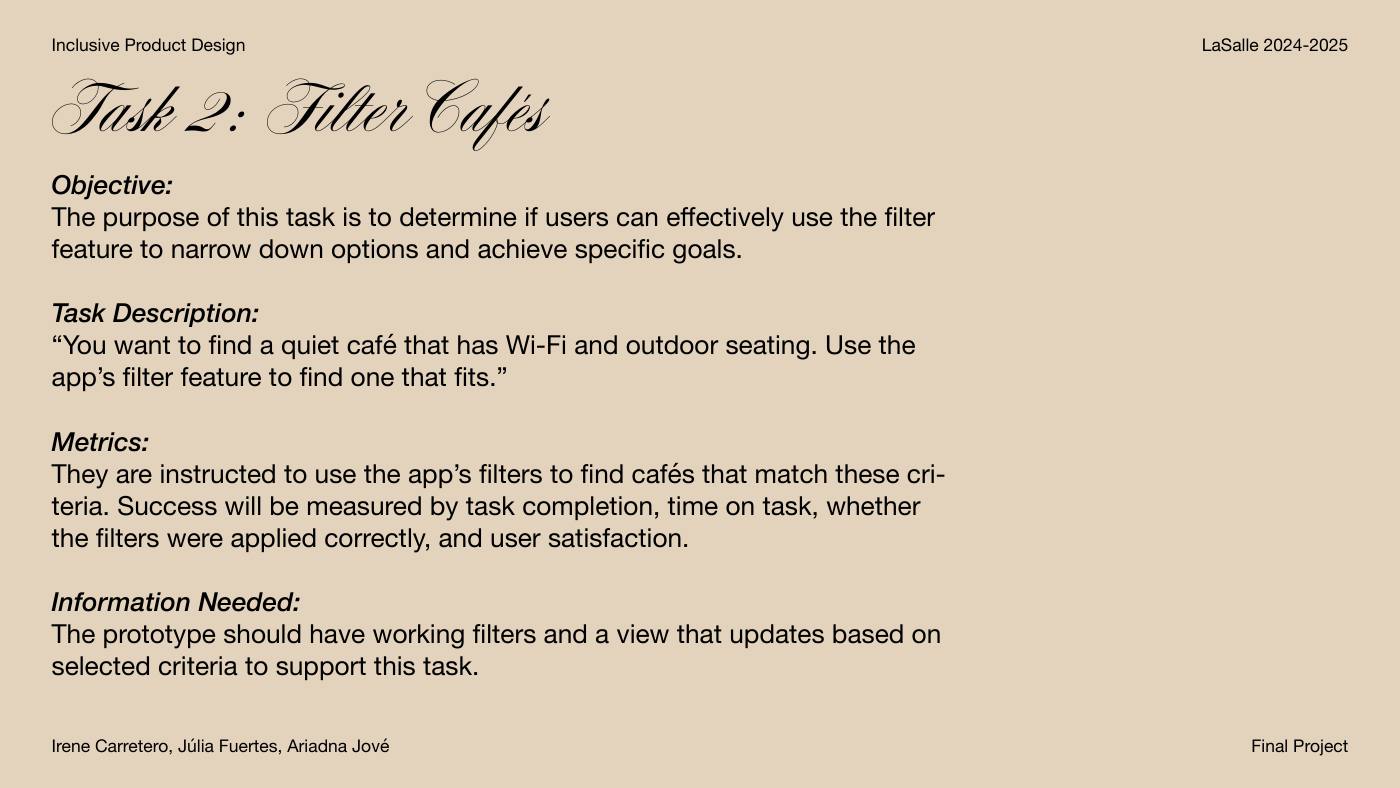 Inclusive Product Design
LaSalle 2024-2025
Task 2: Filter Cafés
Objective:
The purpose of this task is to determine if users can effectively use the filter
feature to narrow down options and achieve specific goals.
Task Description:
“You want to find a quiet café that has Wi-Fi and outdoor seating. Use the
app’s filter feature to find one that fits.”
Metrics:
They are instructed to use the app’s filters to find cafés that match these cri-
teria. Success will be measured by task completion, time on task, whether
the filters were applied correctly, and user satisfaction.
Information Needed:
The prototype should have working filters and a view that updates based on
selected criteria to support this task.
Irene Carretero, Júlia Fuertes, Ariadna Jové
Final Project